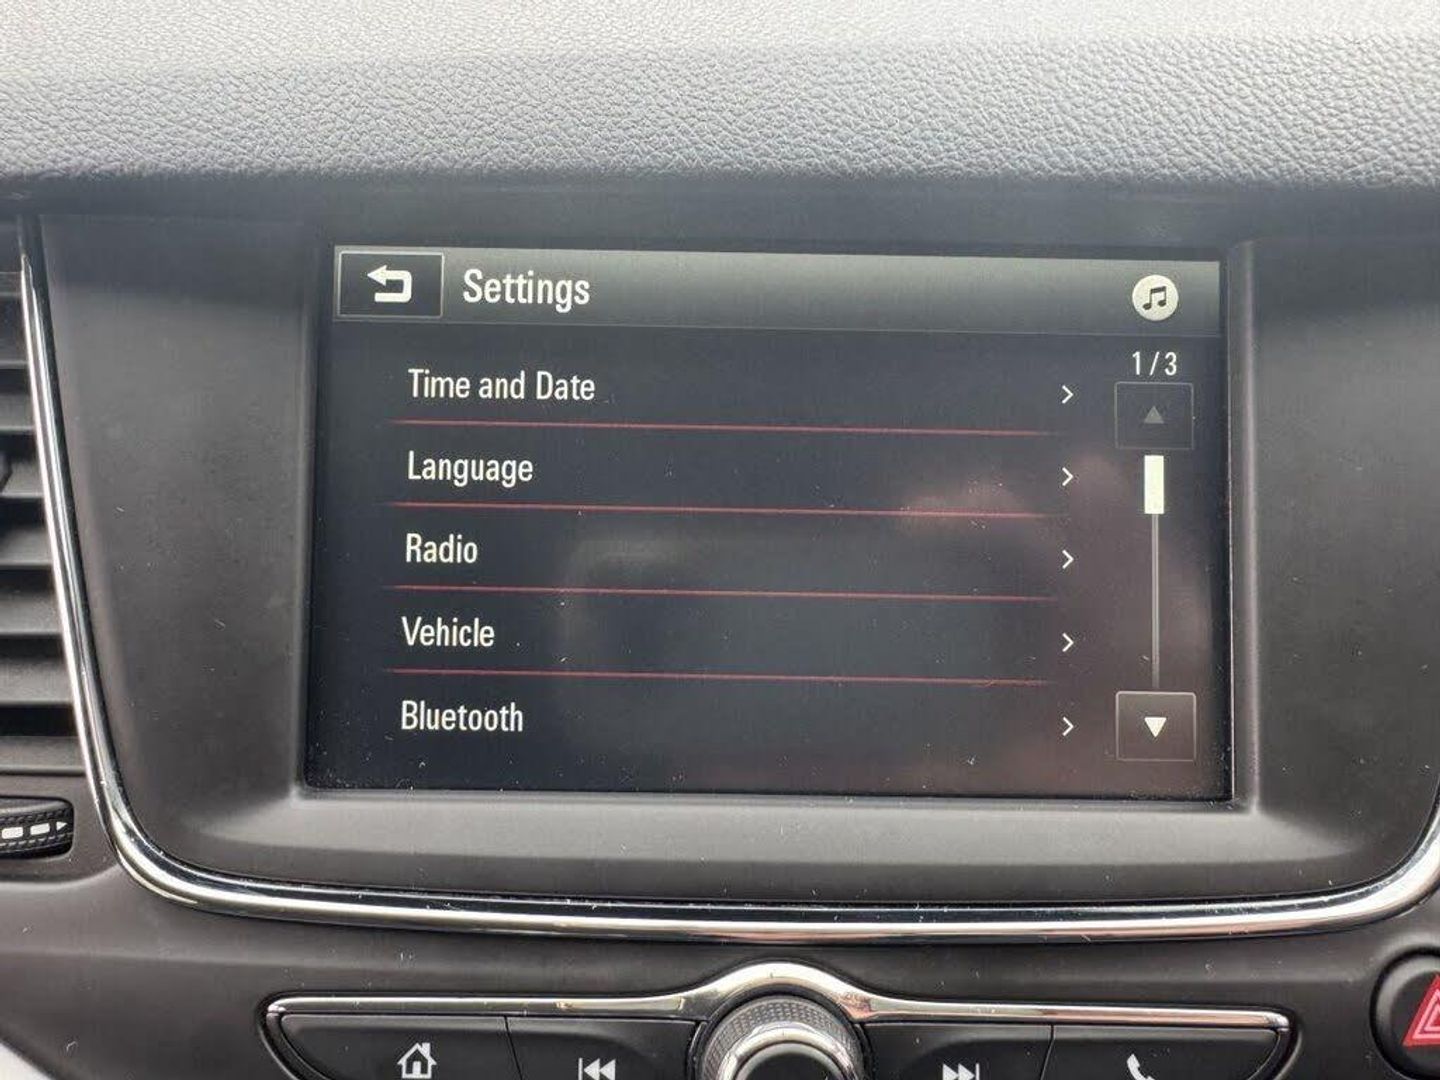 Settings
1/3
Time and Date
Language
Radio
Vehicle
Bluetooth